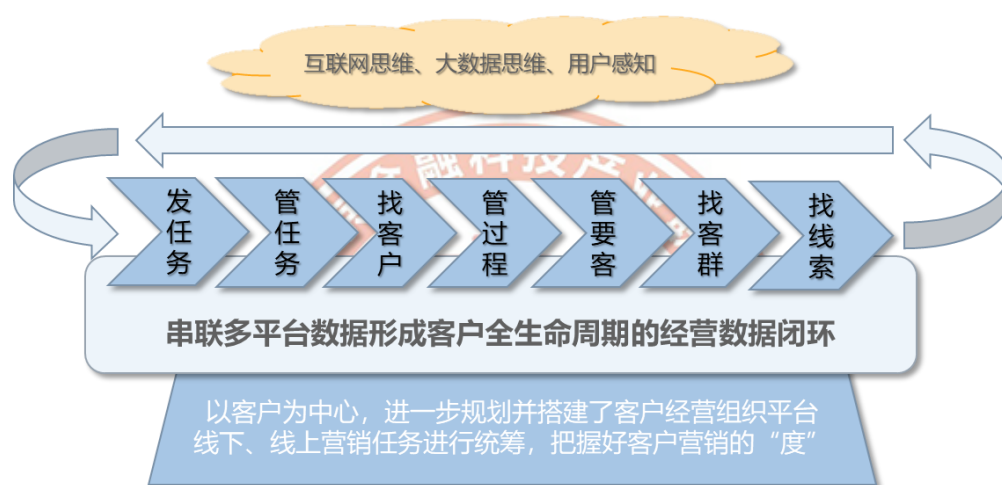 互联网思维、大数据思维、用户感知
发任务
管任务
找客户
管过程
管要客
找客群
找线索
串联多平台数据形成客户全生命周期的经营数据闭环
以客户为中心，进一步规划并搭建了客户经营组织平台
线下、线上营销任务进行统筹，把握好客户营销的“度”